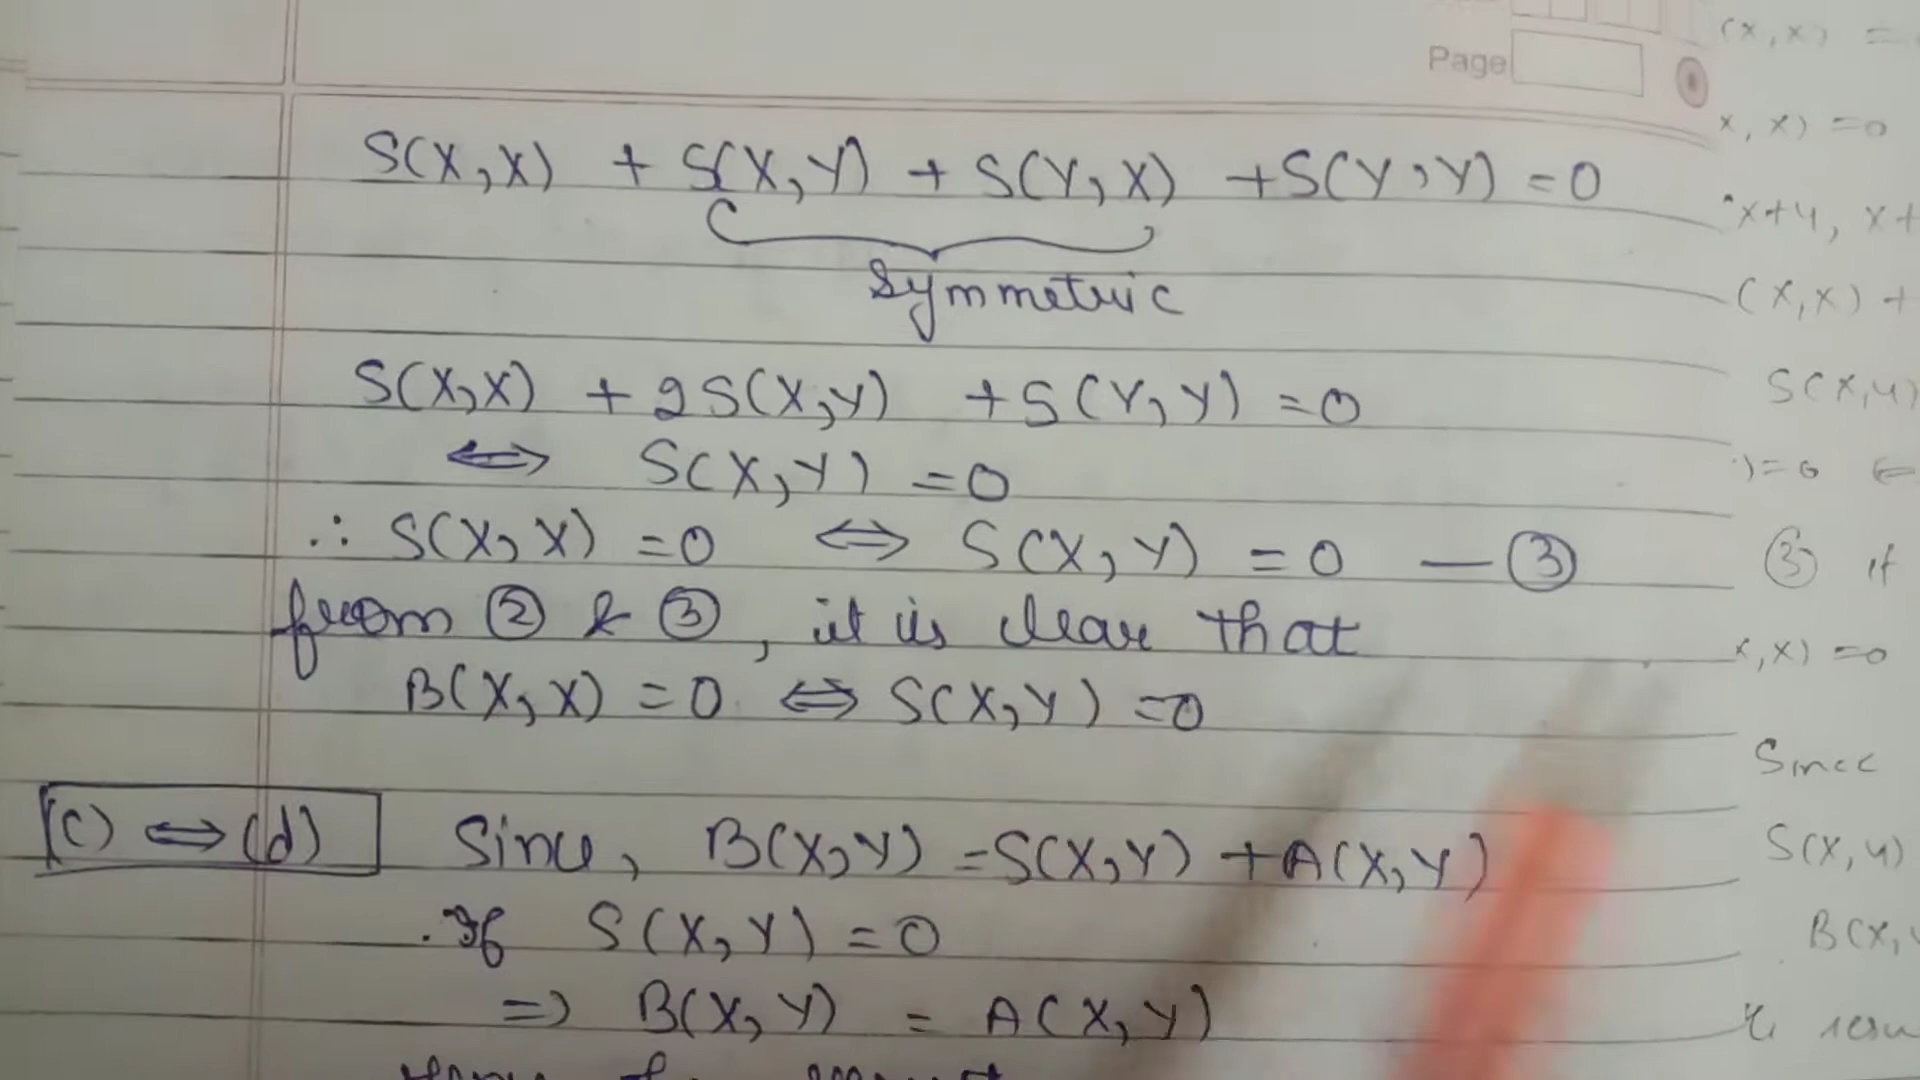 Page
S(X,X) + S(X,Y) + S(Y,X) + S(Y,Y) = 0
Symmetric
S(X,X) + 2S(X,Y) + S(Y,Y) = 0
⇔ S(X,Y) = 0
∴ S(X,X) = 0 ⇔ S(X,Y) = 0 — ③
from ② & ③, it is clear that
B(X,X) = 0 ⇔ S(X,Y) = 0
(c) ⇔ (d) Since, B(X,Y) = S(X,Y) + A(X,Y)
If S(X,Y) = 0
⇒ B(X,Y) = A(X,Y)
(x,x) =
x,x) =0
x+y, x+
(x,x) +
S(x,y)
)=0
③ if
x,x) =0
Since
S(x,y)
B(x,